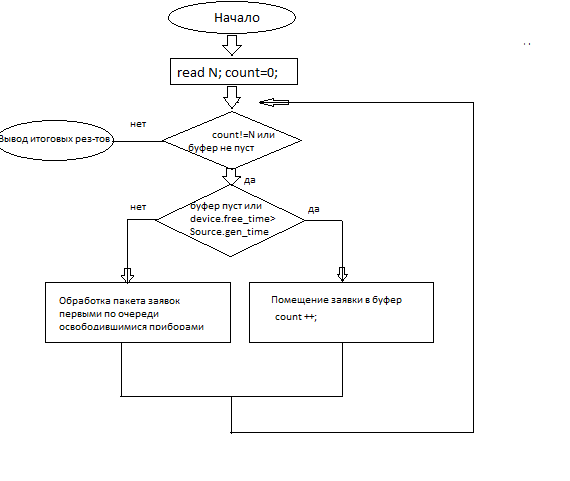 Начало
read N; count=0;
нет
Вывод итоговых рез-тов
count!=N или
буфер не пуст
да
нет
буфер пуст или
device.free_time>
Source.gen_time
да
Обработка пакета заявок
первыми по очереди
освободившимися приборами
Помещение заявки в буфер
count ++;